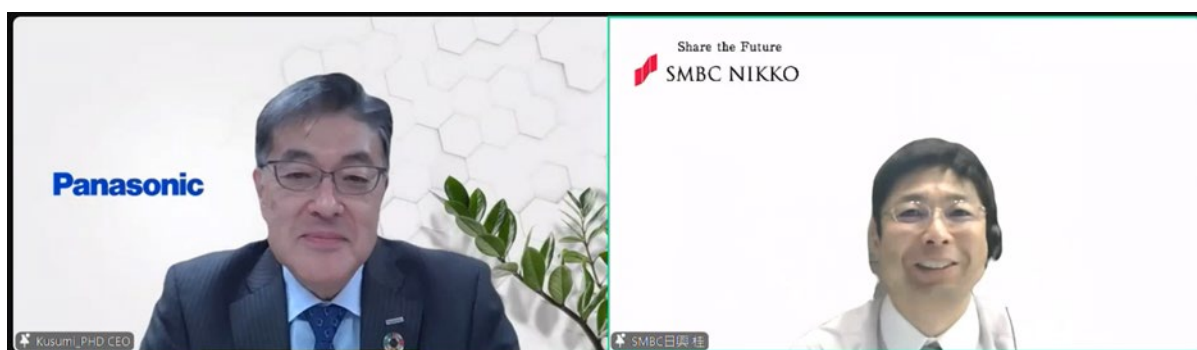 Panasonic
Kusumi_PHD CEO
Share the Future
SMBC NIKKO
SMBC日興 桂